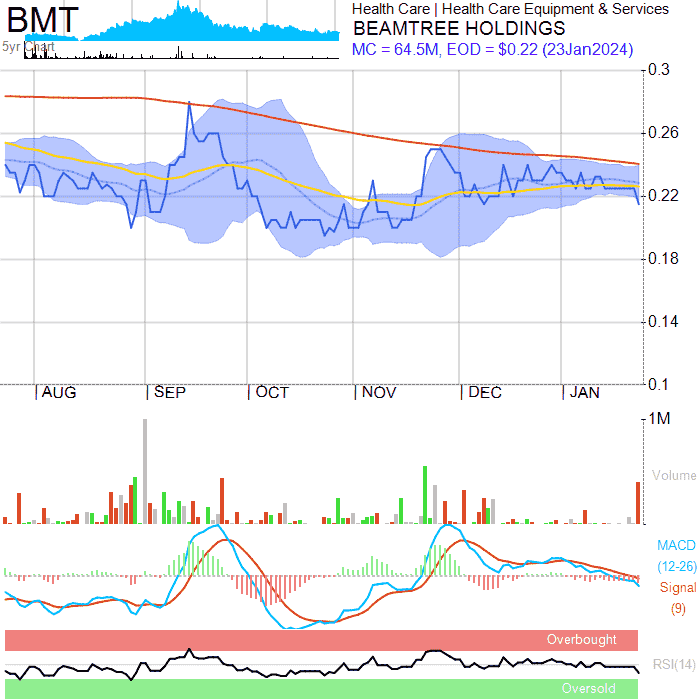 BMT
5yr Chart
Health Care | Health Care Equipment & Services
BEAMTREE HOLDINGS
MC = 64.5M, EOD = $0.22 (23Jan2024)
0.3
0.26
0.22
0.18
0.14
0.1
| AUG | SEP | OCT | NOV | DEC | JAN
1M
Volume
MACD
(12-26)
Signal
(9)
Overbought
RSI(14)
Oversold